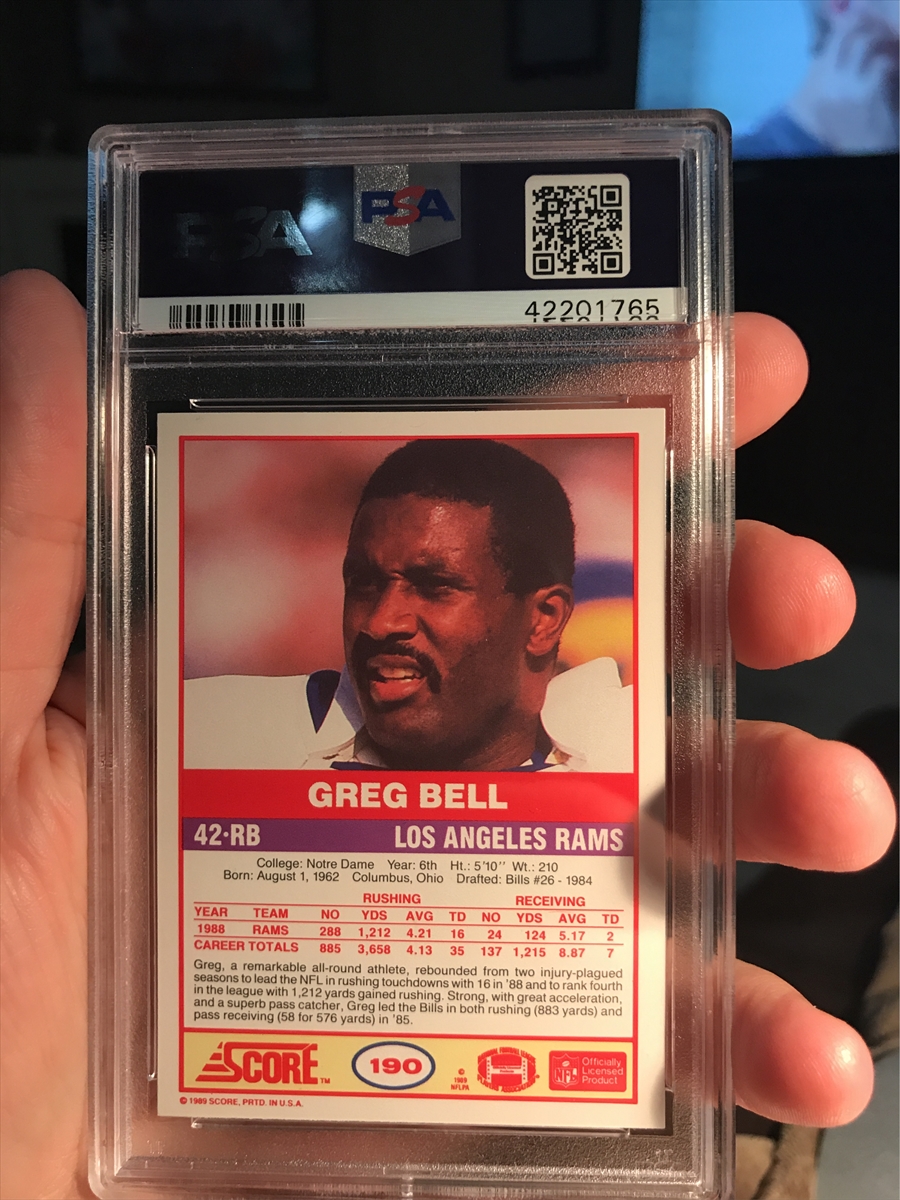 PSA
PSA
42201765
GREG BELL
42·RB LOS ANGELES RAMS
College: Notre Dame Year: 6th Ht.: 5'10'' Wt.: 210
Born: August 1, 1962 Columbus, Ohio Drafted: Bills #26 - 1984
RUSHING RECEIVING
YEAR TEAM NO YDS AVG TD NO YDS AVG TD
1988 RAMS 288 1,212 4.21 16 24 124 5.17 2
CAREER TOTALS 885 3,658 4.13 35 137 1,215 8.87 7
Greg, a remarkable all-round athlete, rebounded from two injury-plagued
seasons to lead the NFL in rushing touchdowns with 16 in '88 and to rank fourth
in the league with 1,212 yards gained rushing. Strong, with great acceleration,
and a superb pass catcher, Greg led the Bills in both rushing (883 yards) and
pass receiving (58 for 576 yards) in '85.
SCORE™ 190
© 1989 NFLPA
NFL
Officially
Licensed
Product
© 1989 SCORE, PRTD. IN U.S.A.